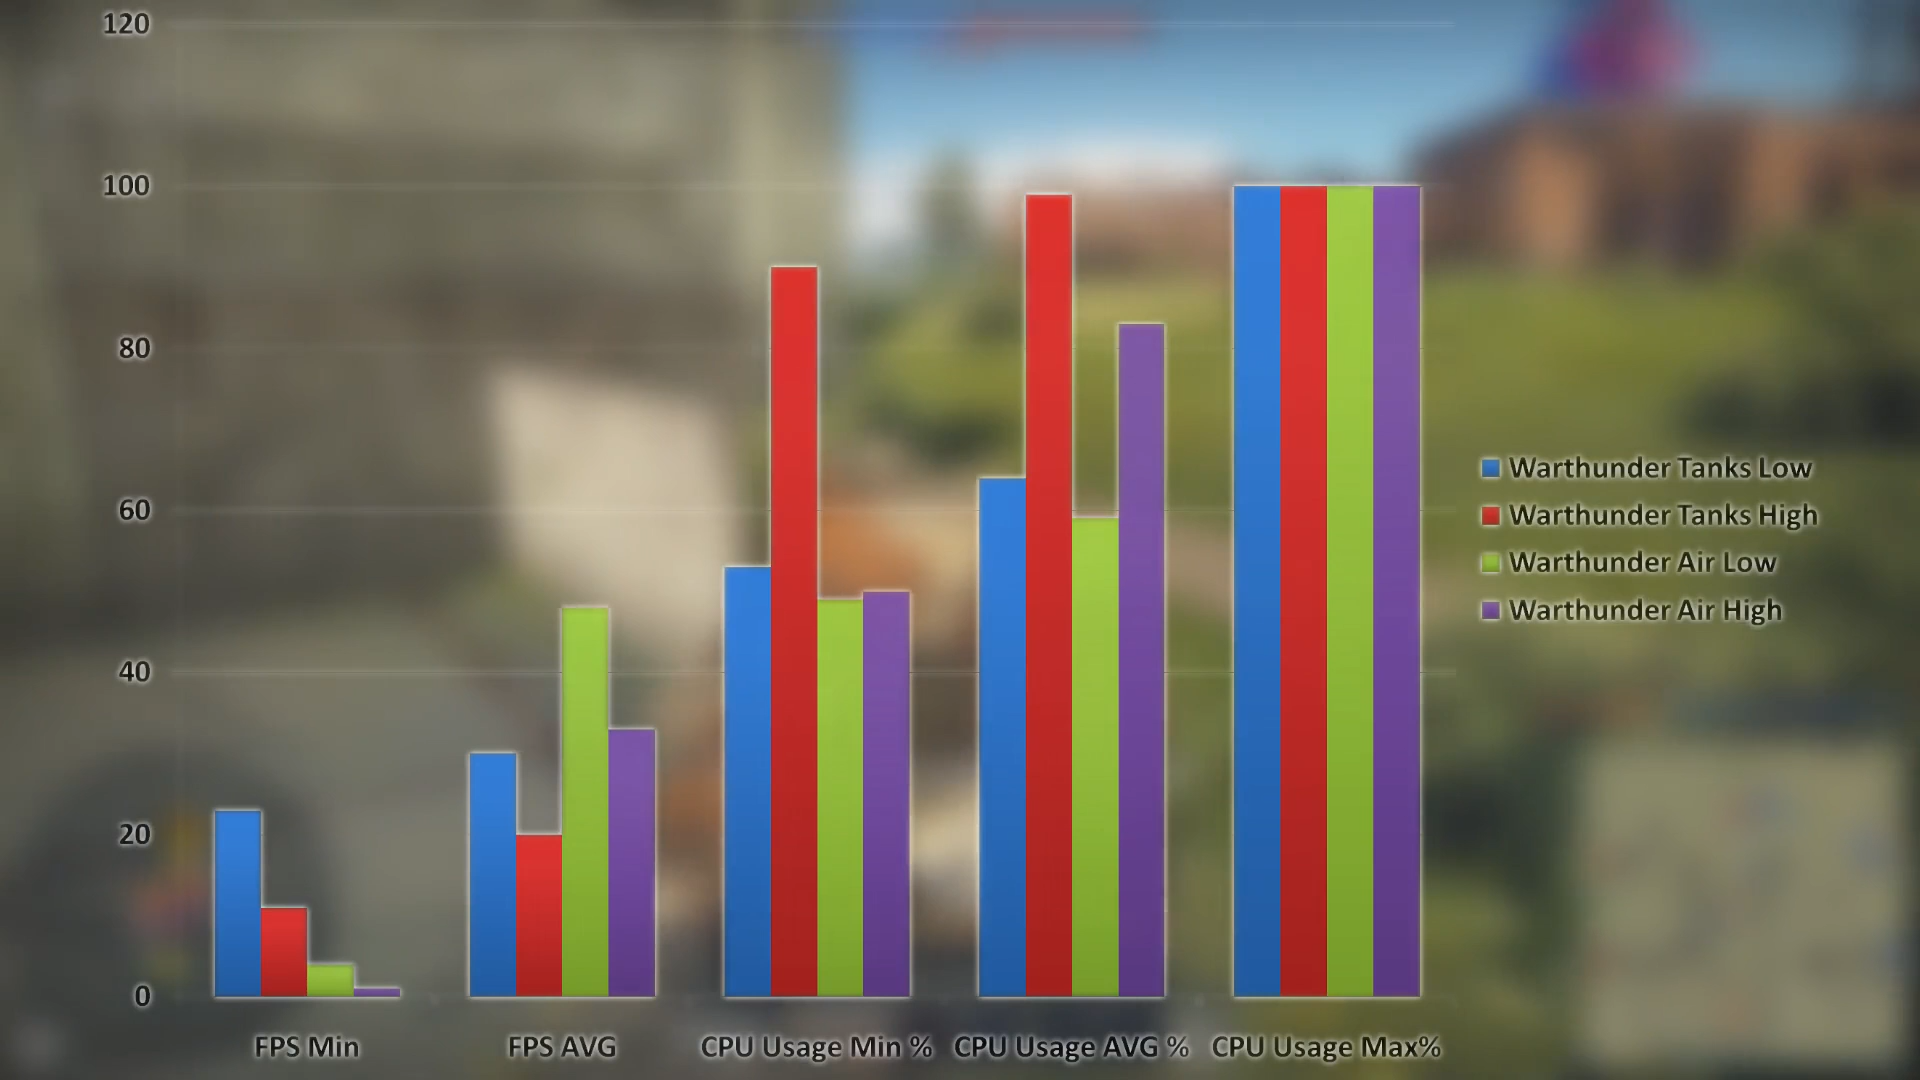 120
100
80
60
40
20
0
FPS Min
FPS AVG
CPU Usage Min %
CPU Usage AVG %
CPU Usage Max%
Warthunder Tanks Low
Warthunder Tanks High
Warthunder Air Low
Warthunder Air High